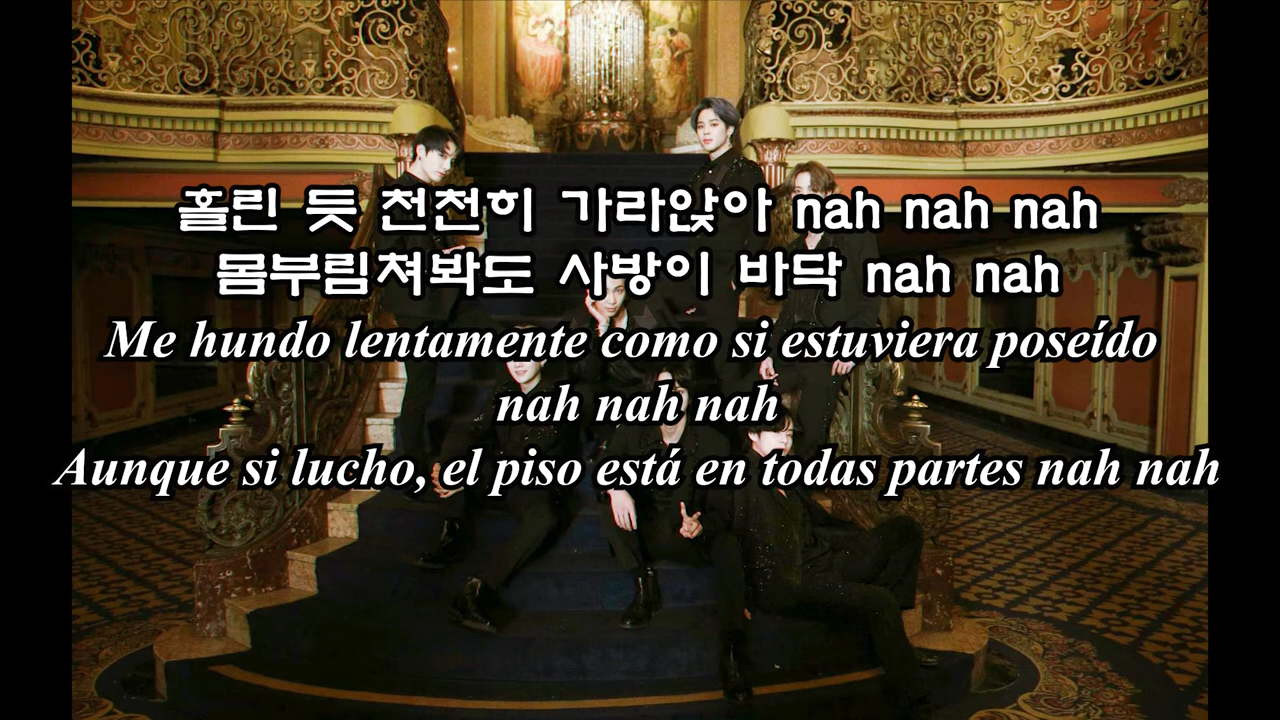 홀린 듯 천천히 가라앉아 nah nah nah
몸부림쳐봐도 사방이 바닥 nah nah
Me hundo lentamente como si estuviera poseído
nah nah nah
Aunque si lucho, el piso está en todas partes nah nah